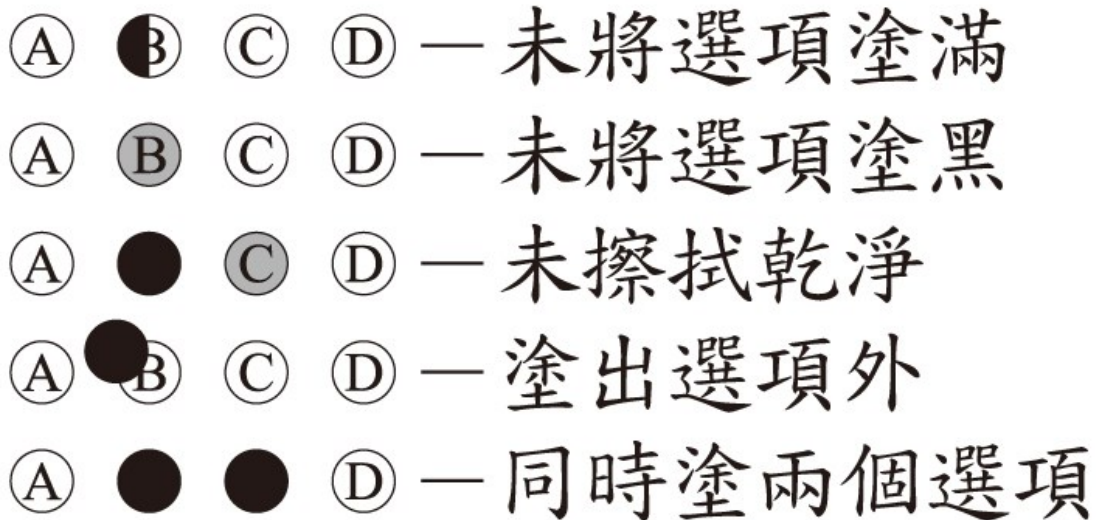 Ⓐ Ⓑ Ⓒ Ⓓ — 未將選項塗滿
Ⓐ Ⓑ Ⓒ Ⓓ — 未將選項塗黑
Ⓐ ● Ⓒ Ⓓ — 未擦拭乾淨
Ⓐ Ⓑ Ⓒ Ⓓ — 塗出選項外
Ⓐ ● ● Ⓓ — 同時塗兩個選項